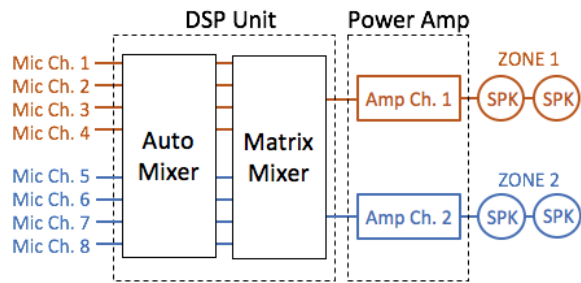 DSP Unit
Power Amp
Mic Ch. 1
Mic Ch. 2
Mic Ch. 3
Mic Ch. 4
Mic Ch. 5
Mic Ch. 6
Mic Ch. 7
Mic Ch. 8
Auto
Mixer
Matrix
Mixer
Amp Ch. 1
Amp Ch. 2
ZONE 1
SPK SPK
ZONE 2
SPK SPK